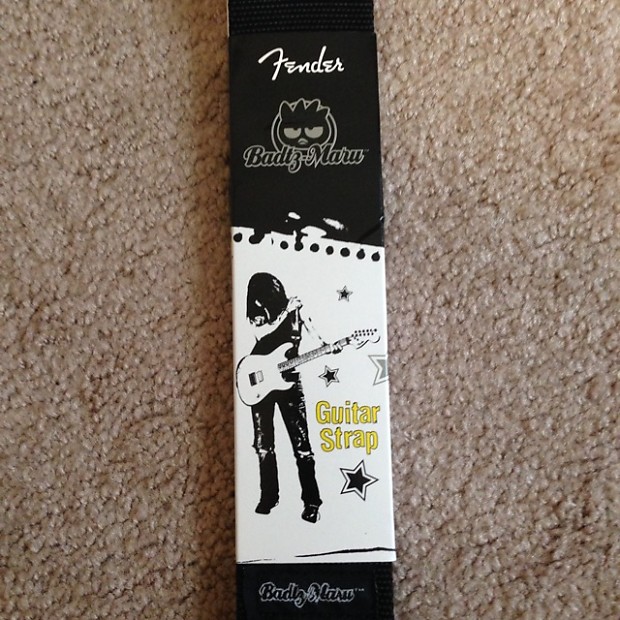 Fender
Badtz-Maru™
Guitar
Strap
Badtz-Maru™